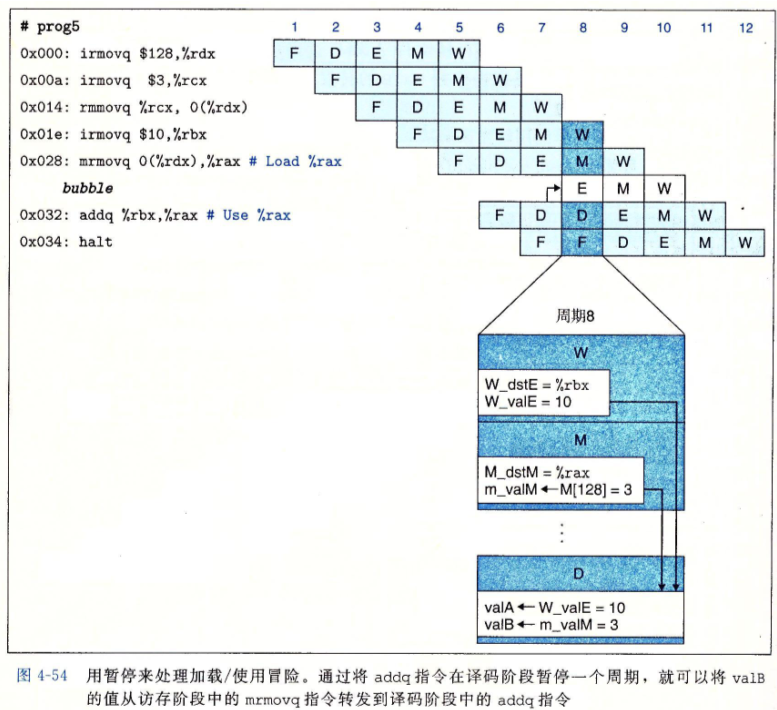 # prog5 1 2 3 4 5 6 7 8 9 10 11 12
0x000: irmovq $128,%rdx F D E M W
0x00a: irmovq $3,%rcx F D E M W
0x014: rmmovq %rcx, 0(%rdx) F D E M W
0x01e: irmovq $10,%rbx F D E M W
0x028: mrmovq 0(%rdx),%rax # Load %rax F D E M W
bubble E M W
0x032: addq %rbx,%rax # Use %rax F D D E M W
0x034: halt F F D E M W
周期8
W
W_dstE = %rbx
W_valE = 10
M
M_dstM = %rax
m_valM ← M[128] = 3
⋮
D
valA ← W_valE = 10
valB ← m_valM = 3
图 4-54 用暂停来处理加载/使用冒险。通过将 addq 指令在译码阶段暂停一个周期，就可以将 valB
的值从访存阶段中的 mrmovq 指令转发到译码阶段中的 addq 指令